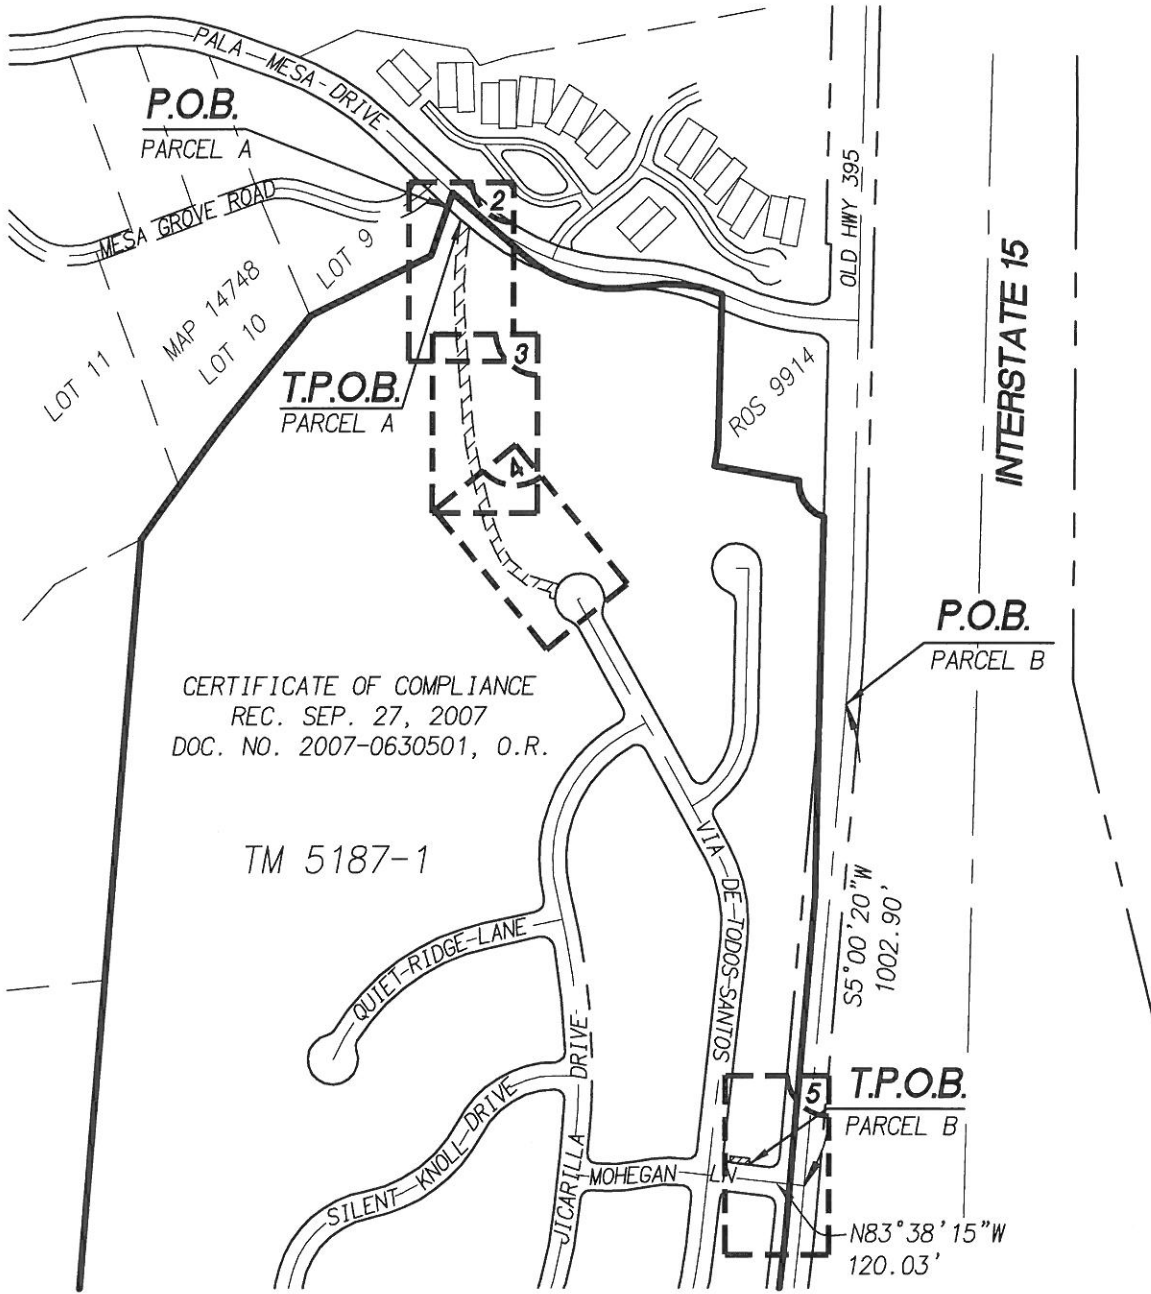 PALA MESA DRIVE
P.O.B.
PARCEL A
MESA GROVE ROAD
2
OLD HWY 395
INTERSTATE 15
LOT 9
MAP 14748
LOT 10
LOT 11
3
ROS 9914
T.P.O.B.
PARCEL A
4
P.O.B.
PARCEL B
CERTIFICATE OF COMPLIANCE
REC. SEP. 27, 2007
DOC. NO. 2007-0630501, O.R.
TM 5187-1
VIA DE TODOS SANTOS
S5°00'20"W
1002.90'
QUIET RIDGE LANE
JICARILLA DRIVE
SILENT KNOLL DRIVE
5
T.P.O.B.
PARCEL B
MOHEGAN LN
N83°38'15"W
120.03'